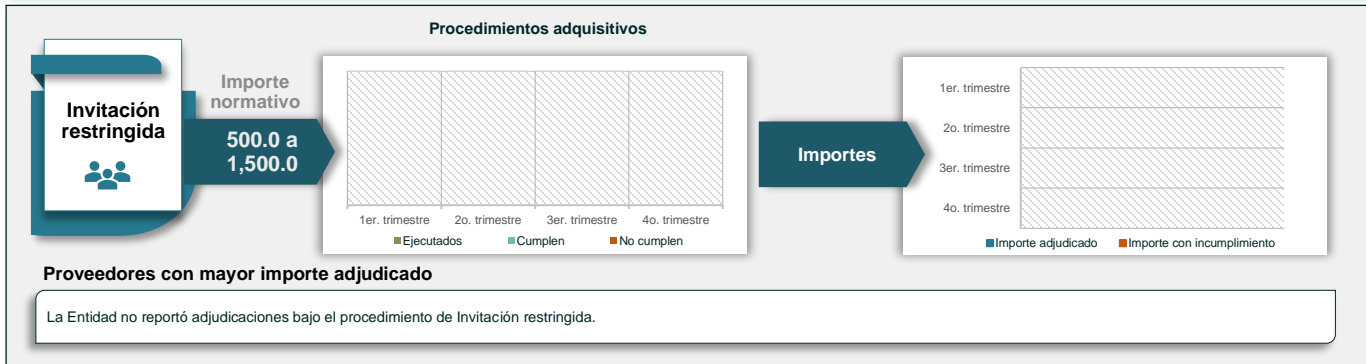 Procedimientos adquisitivos
Invitación
restringida
Importe
normativo
500.0 a
1,500.0
1er. trimestre
2o. trimestre
3er. trimestre
4o. trimestre
Ejecutados
Cumplen
No cumplen
Importes
1er. trimestre
2o. trimestre
3er. trimestre
4o. trimestre
Importe adjudicado
Importe con incumplimiento
Proveedores con mayor importe adjudicado
La Entidad no reportó adjudicaciones bajo el procedimiento de Invitación restringida.